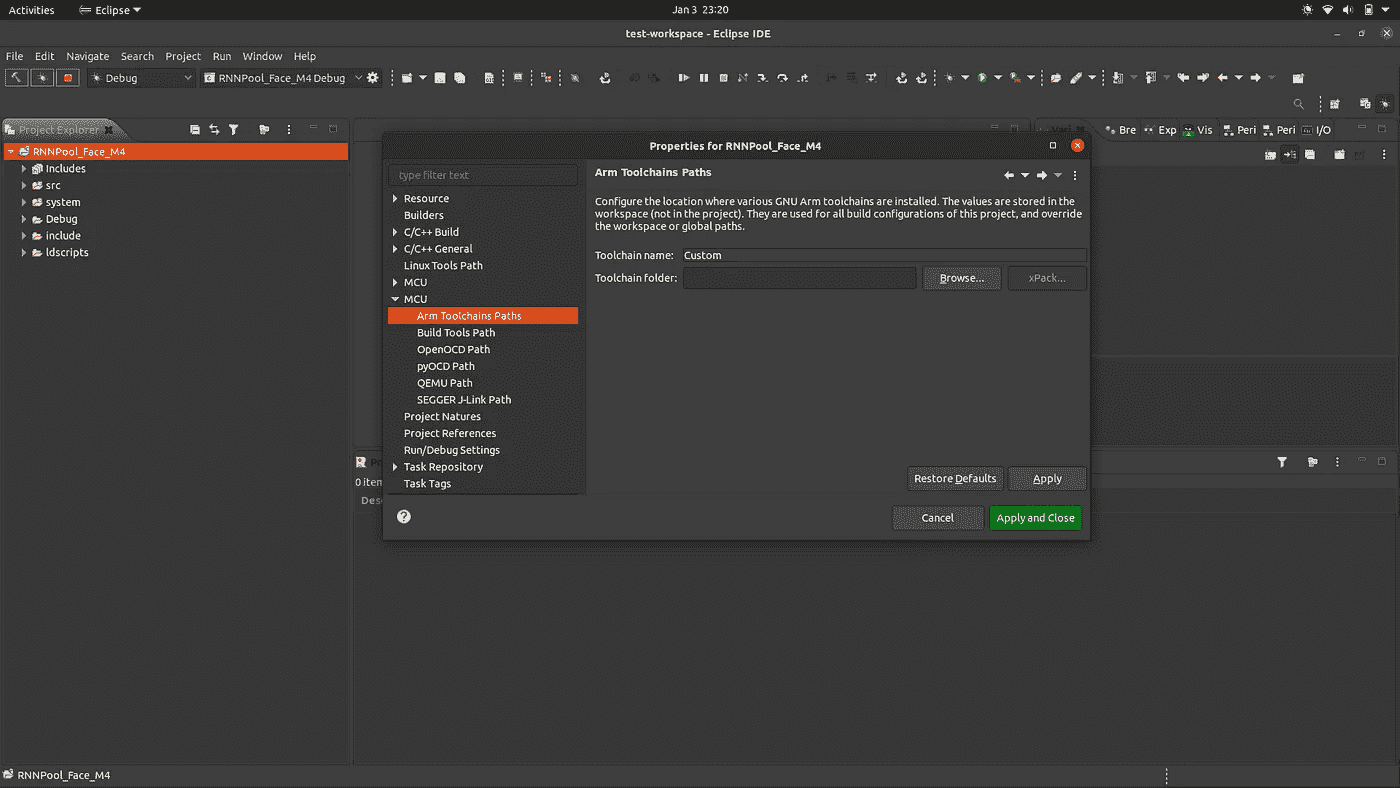 Activities
Eclipse
Jan 3 23:20
test-workspace - Eclipse IDE
File Edit Navigate Search Project Run Window Help
Debug
RNNPool_Face_M4 Debug
Project Explorer
Bre
Exp
Vis
Peri
Peri
I/O
RNNPool_Face_M4
Includes
src
system
Debug
include
ldscripts
Properties for RNNPool_Face_M4
type filter text
Resource
Builders
C/C++ Build
C/C++ General
Linux Tools Path
MCU
MCU
Arm Toolchains Paths
Build Tools Path
OpenOCD Path
pyOCD Path
QEMU Path
SEGGER J-Link Path
Project Natures
Project References
Run/Debug Settings
Task Repository
Task Tags
Arm Toolchains Paths
Configure the location where various GNU Arm toolchains are installed. The values are stored in the
workspace (not in the project). They are used for all build configurations of this project, and override
the workspace or global paths.
Toolchain name: Custom
Toolchain folder:
Browse...
xPack...
Restore Defaults
Apply
Cancel
Apply and Close
0 item
Des
RNNPool_Face_M4